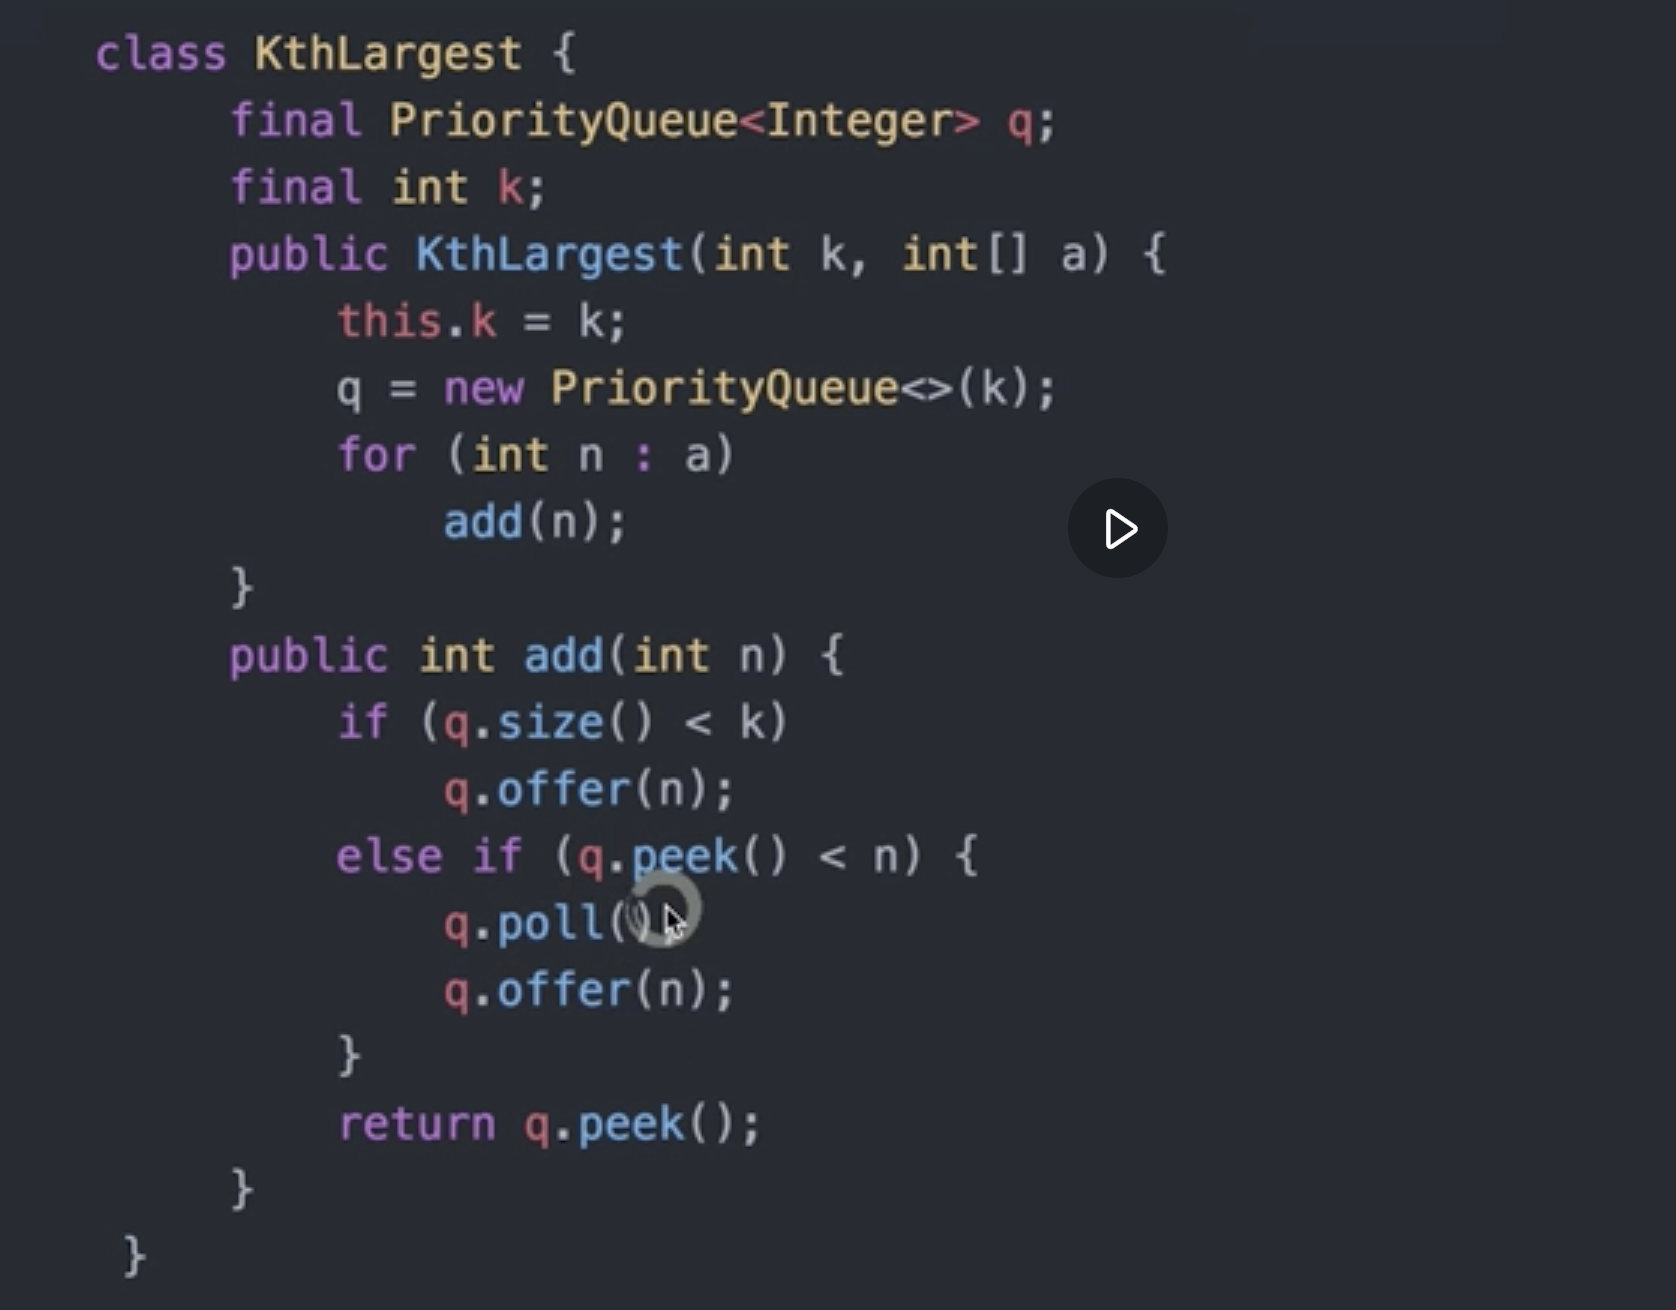 class KthLargest {
final PriorityQueue<Integer> q;
final int k;
public KthLargest(int k, int[] a) {
this.k = k;
q = new PriorityQueue<>(k);
for (int n : a)
add(n);
}
public int add(int n) {
if (q.size() < k)
q.offer(n);
else if (q.peek() < n) {
q.poll()
q.offer(n);
}
return q.peek();
}
}